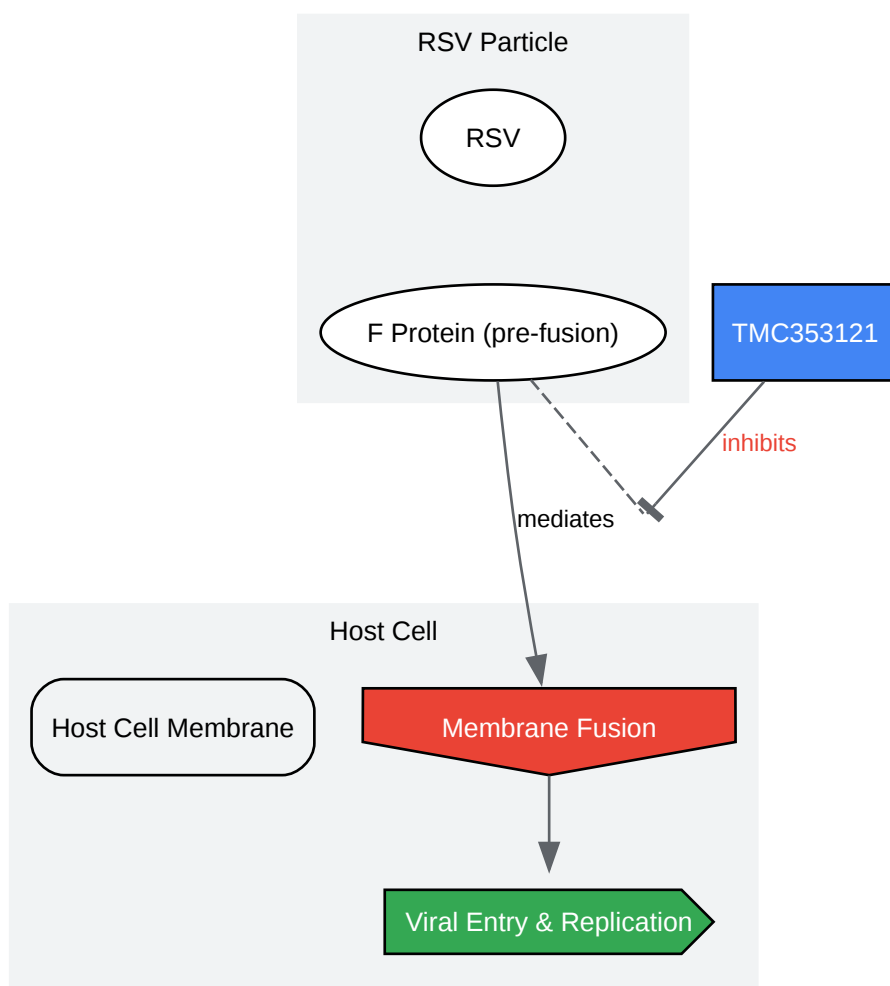 RSV Particle
RSV
F Protein (pre-fusion)
TMC353121
inhibits
mediates
Host Cell
Host Cell Membrane
Membrane Fusion
Viral Entry & Replication